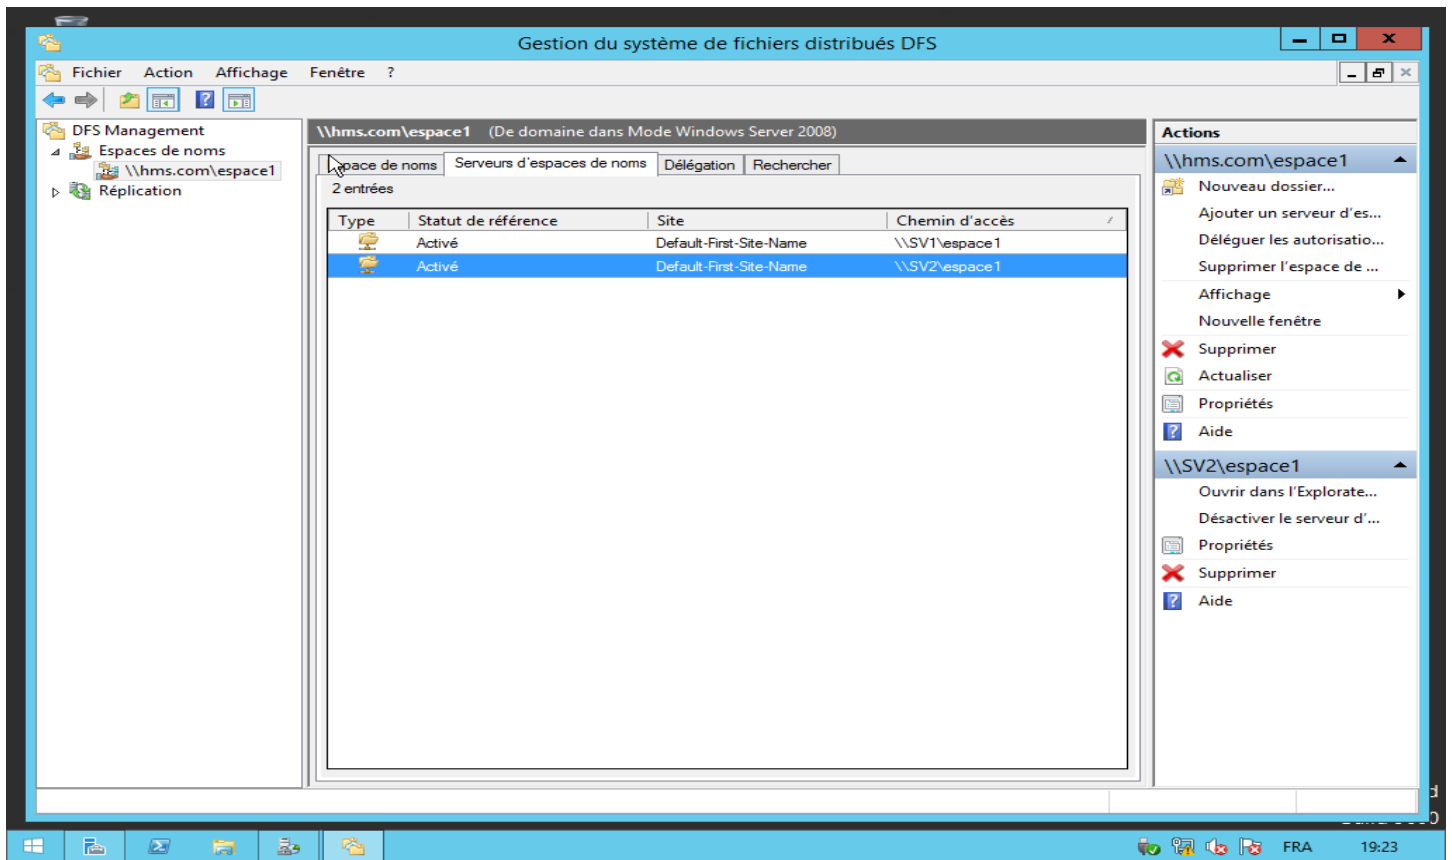 Gestion du système de fichiers distribués DFS
Fichier Action Affichage Fenêtre ?
DFS Management
Espaces de noms
\\hms.com\espace1
Réplication
\\hms.com\espace1 (De domaine dans Mode Windows Server 2008)
pace de noms Serveurs d'espaces de noms Délégation Rechercher
2 entrées
Type Statut de référence Site Chemin d'accès
Activé Default-First-Site-Name \\SV1\espace1
Activé Default-First-Site-Name \\SV2\espace1
Actions
\\hms.com\espace1
Nouveau dossier...
Ajouter un serveur d'es...
Déléguer les autorisatio...
Supprimer l'espace de ...
Affichage
Nouvelle fenêtre
Supprimer
Actualiser
Propriétés
Aide
\\SV2\espace1
Ouvrir dans l'Explorate...
Désactiver le serveur d'...
Propriétés
Supprimer
Aide
FRA 19:23